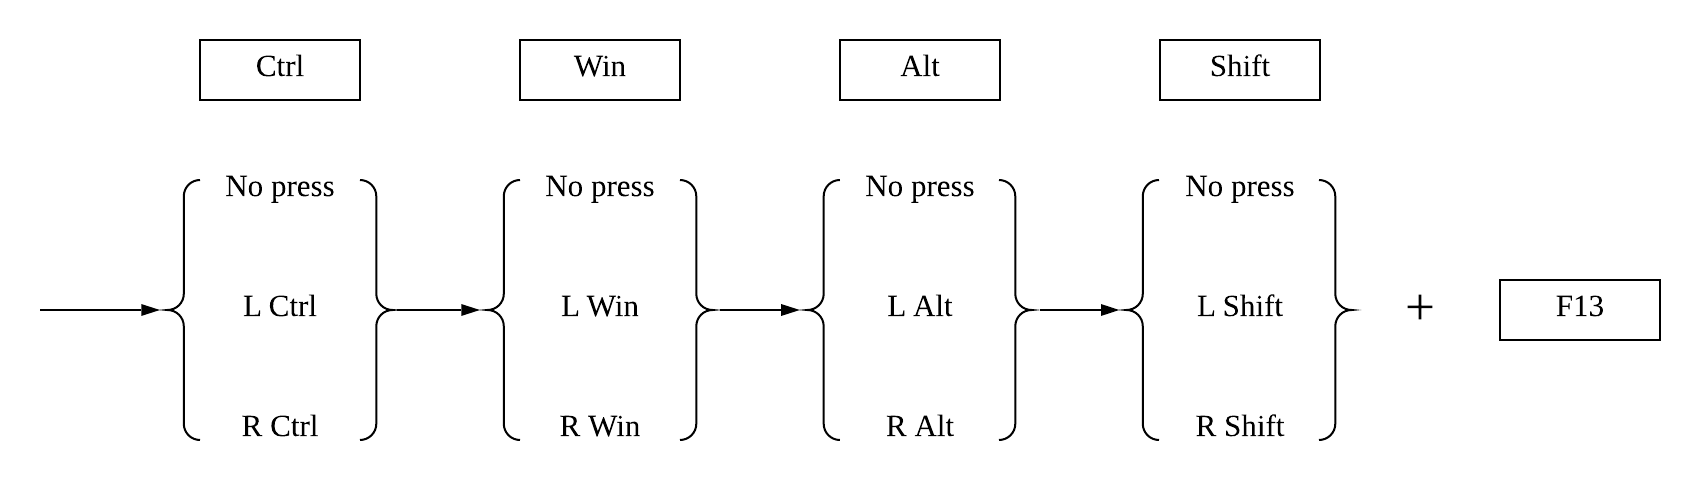 Ctrl
Win
Alt
Shift
No press
No press
No press
No press
L Ctrl
L Win
L Alt
L Shift
+
F13
R Ctrl
R Win
R Alt
R Shift